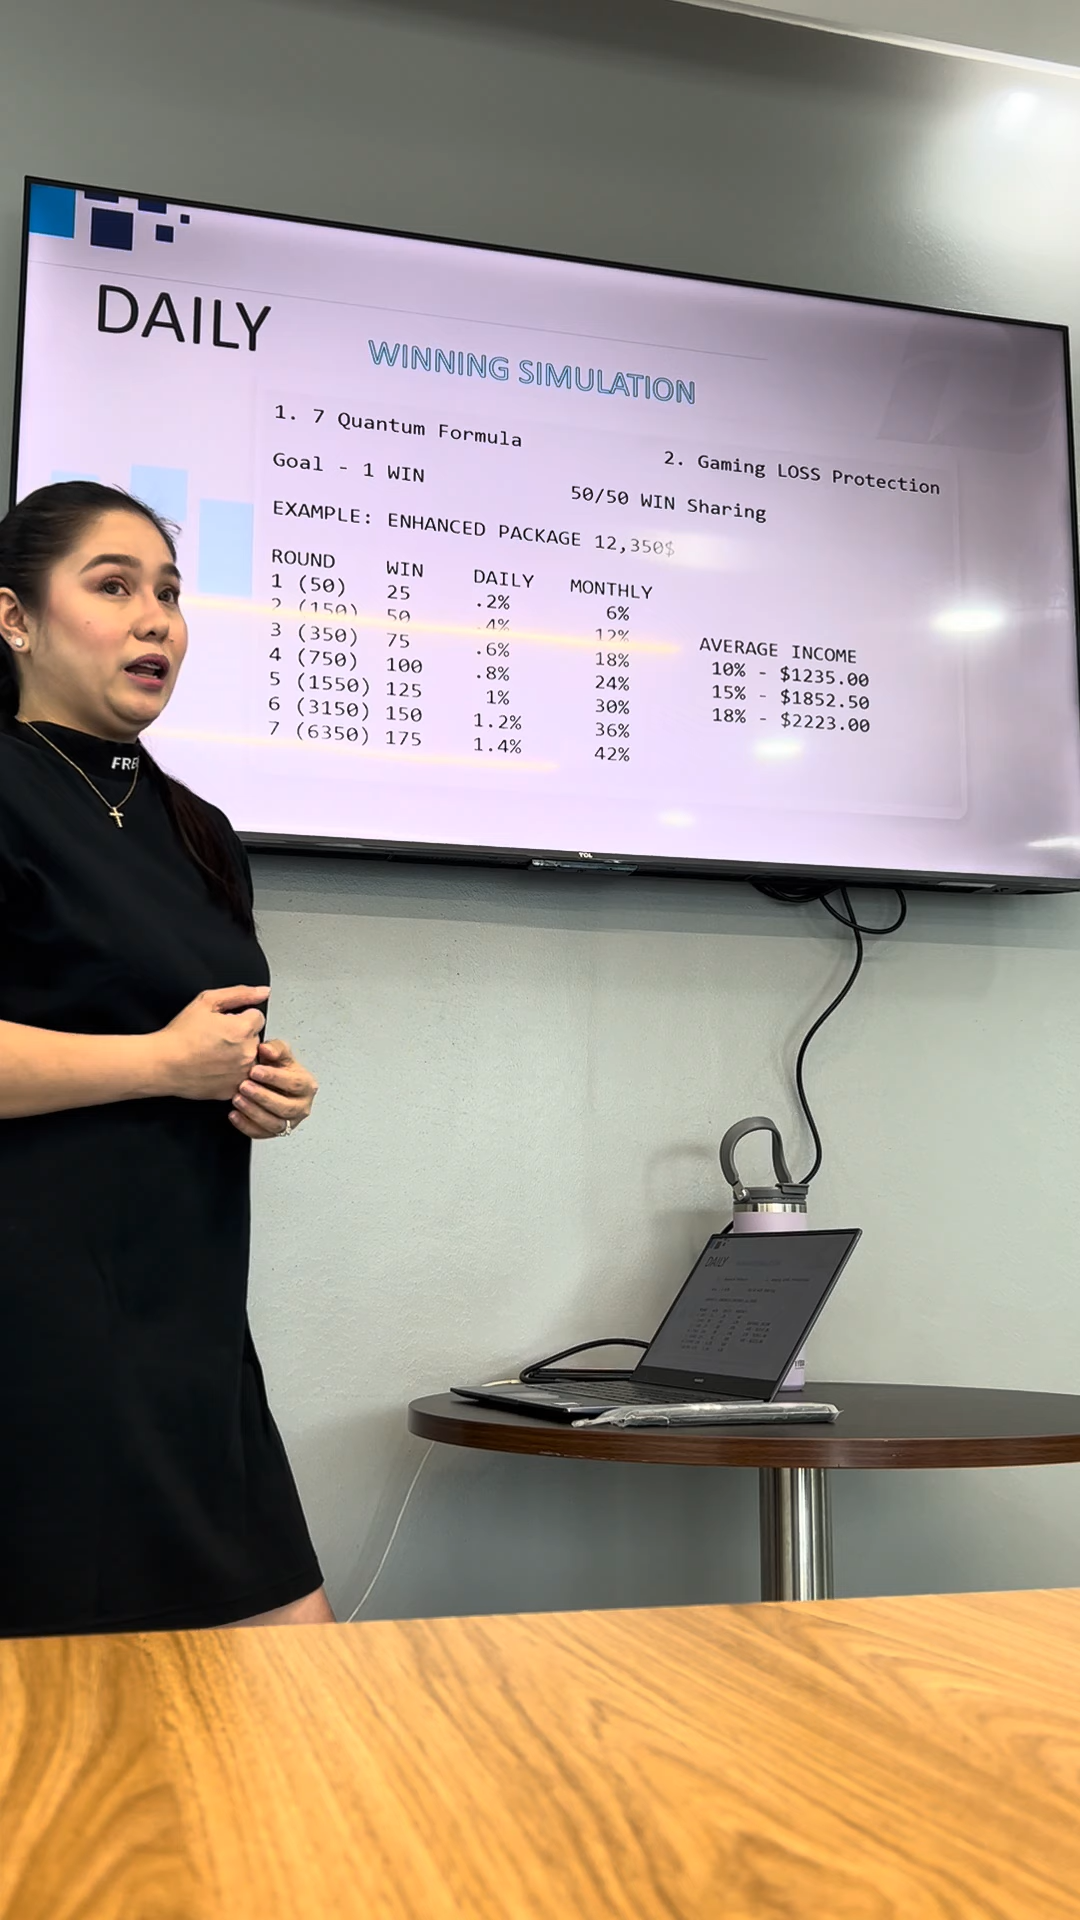 DAILY
WINNING SIMULATION
1. 7 Quantum Formula
2. Gaming LOSS Protection
Goal - 1 WIN
50/50 WIN Sharing
EXAMPLE: ENHANCED PACKAGE 12,350$
ROUND WIN DAILY MONTHLY
1 (50) 25 .2% 6%
2 (150) 50 .4% 12%
3 (350) 75 .6% 18%
4 (750) 100 .8% 24%
5 (1550) 125 1% 30%
6 (3150) 150 1.2% 36%
7 (6350) 175 1.4% 42%
AVERAGE INCOME
10% - $1235.00
15% - $1852.50
18% - $2223.00
TCL
FRE
DAILY